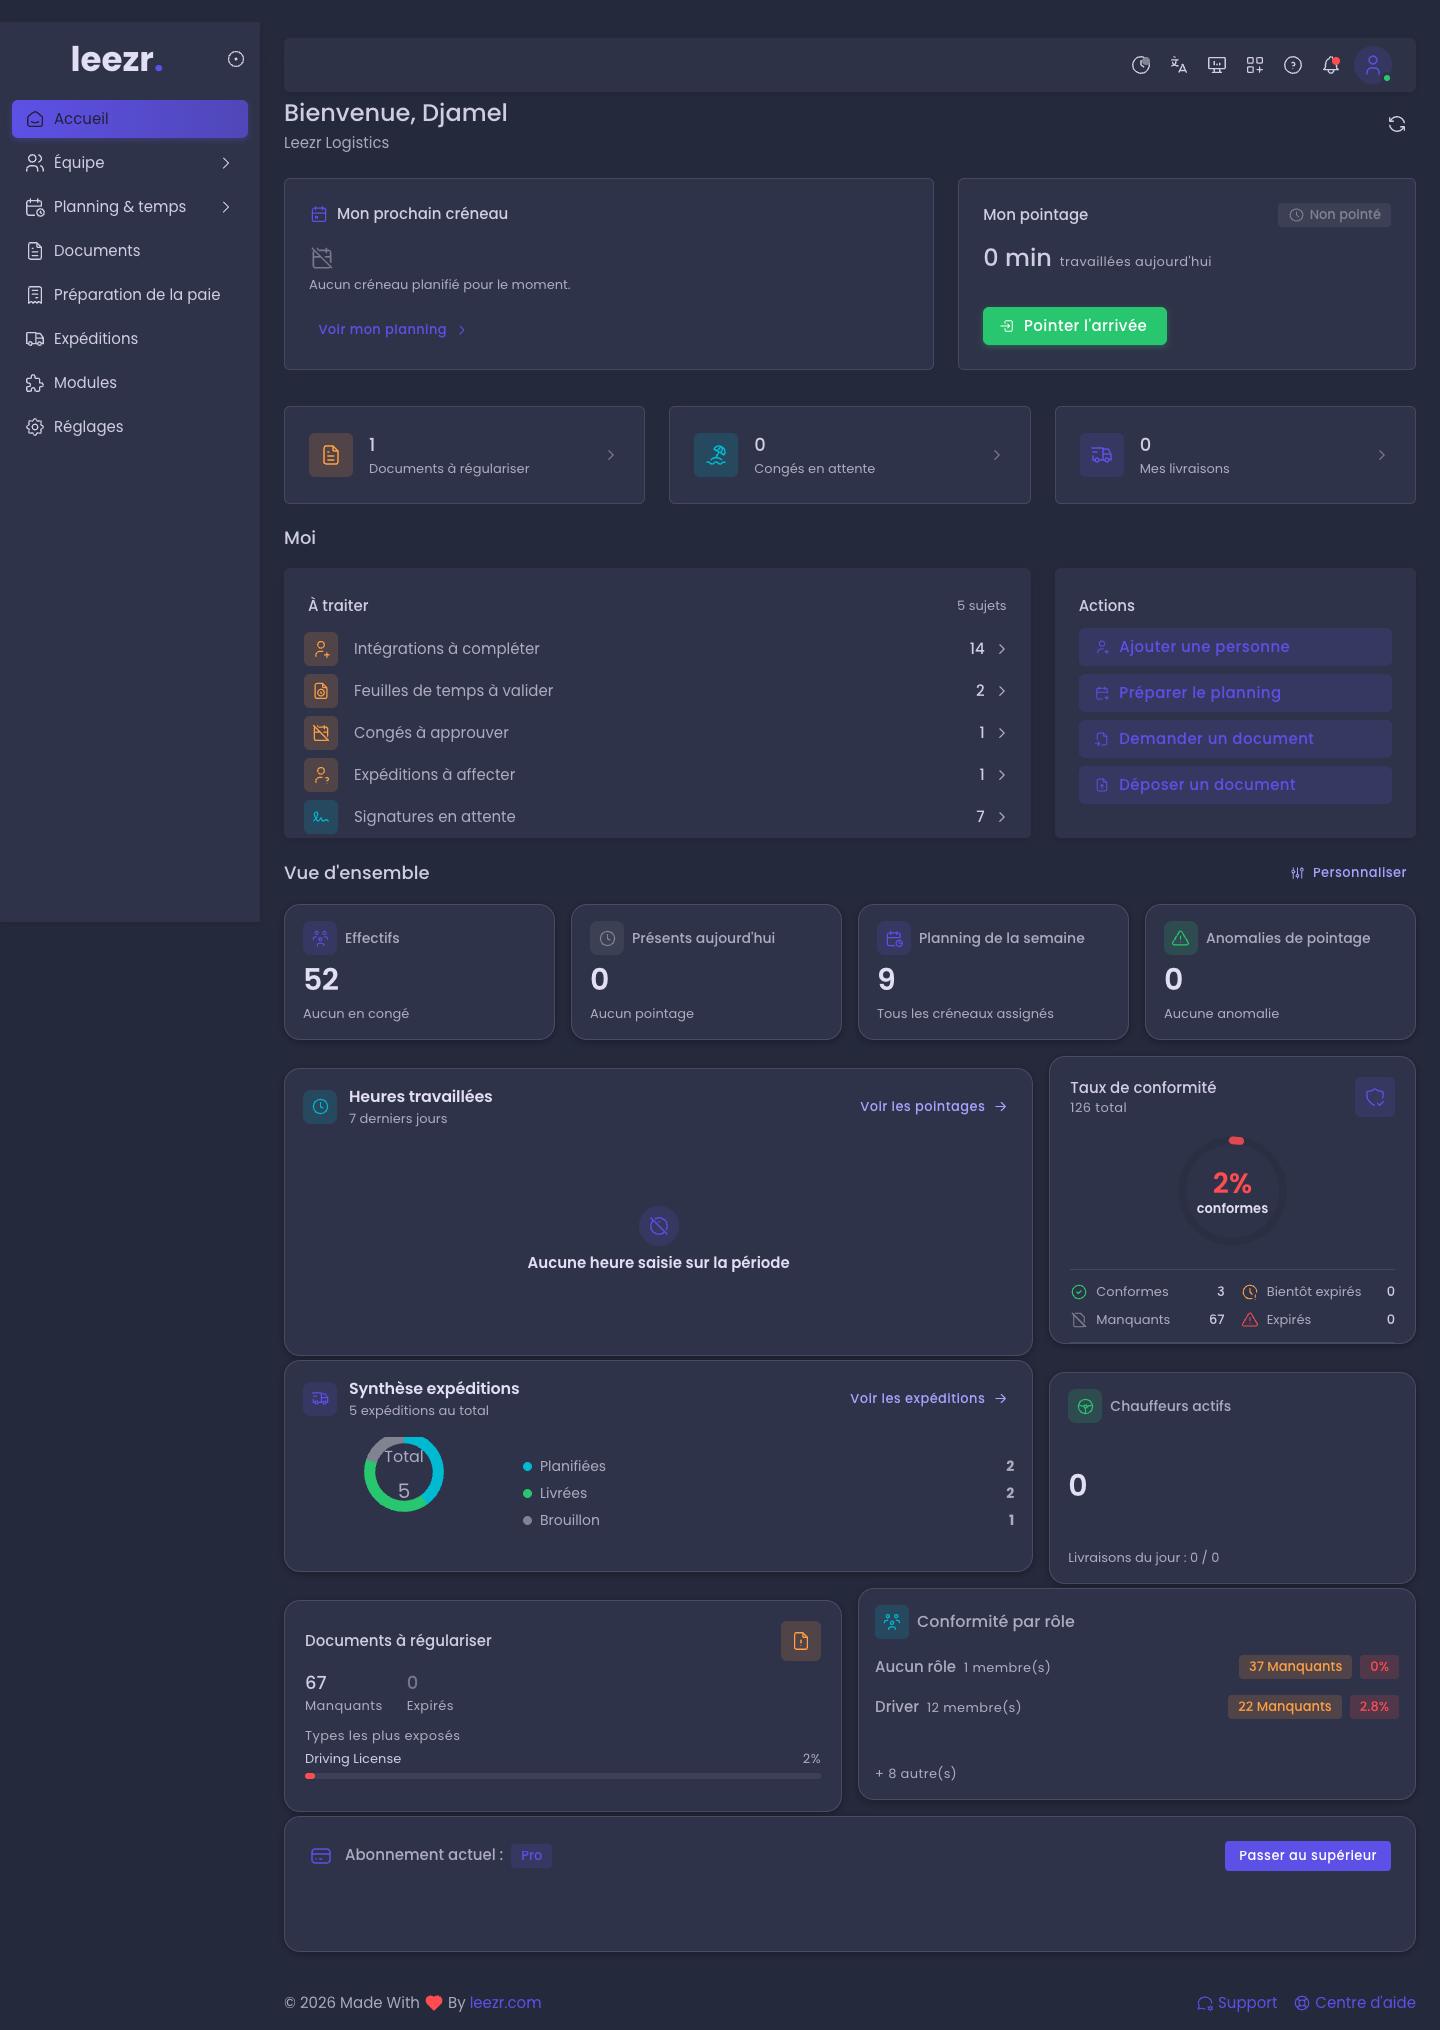 leezr.
Accueil
Équipe
Planning & temps
Documents
Préparation de la paie
Expéditions
Modules
Réglages
Bienvenue, Djamel
Leezr Logistics
Mon prochain créneau
Aucun créneau planifié pour le moment.
Voir mon planning
Mon pointage
Non pointé
0 min travaillées aujourd'hui
Pointer l'arrivée
1
Documents à régulariser
0
Congés en attente
0
Mes livraisons
Moi
À traiter
5 sujets
Intégrations à compléter 14
Feuilles de temps à valider 2
Congés à approuver 1
Expéditions à affecter 1
Signatures en attente 7
Actions
Ajouter une personne
Préparer le planning
Demander un document
Déposer un document
Vue d'ensemble
Personnaliser
Effectifs
52
Aucun en congé
Présents aujourd'hui
0
Aucun pointage
Planning de la semaine
9
Tous les créneaux assignés
Anomalies de pointage
0
Aucune anomalie
Heures travaillées
7 derniers jours
Voir les pointages
Aucune heure saisie sur la période
Taux de conformité
126 total
2%
conformes
Conformes 3
Bientôt expirés 0
Manquants 67
Expirés 0
Synthèse expéditions
5 expéditions au total
Voir les expéditions
Total
5
Planifiées 2
Livrées 2
Brouillon 1
Chauffeurs actifs
0
Livraisons du jour : 0 / 0
Documents à régulariser
67
Manquants
0
Expirés
Types les plus exposés
Driving License 2%
Conformité par rôle
Aucun rôle 1 membre(s) 37 Manquants 0%
Driver 12 membre(s) 22 Manquants 2.8%
+ 8 autre(s)
Abonnement actuel : Pro
Passer au supérieur
© 2026 Made With By leezr.com
Support
Centre d'aide